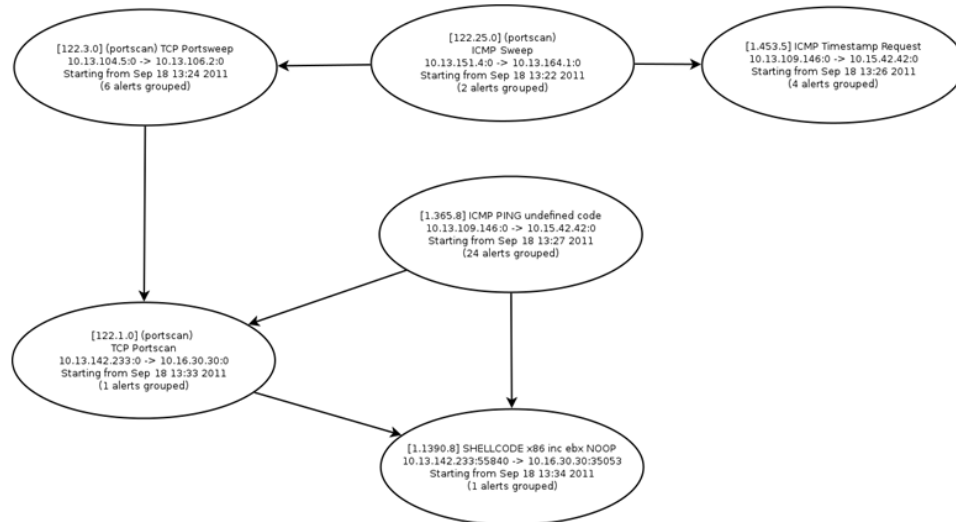 [122.3.0] (portscan) TCP Portsweep
10.13.104.5:0 -> 10.13.106.2:0
Starting from Sep 18 13:24 2011
(6 alerts grouped)
[122.25.0] (portscan)
ICMP Sweep
10.13.151.4:0 -> 10.13.164.1:0
Starting from Sep 18 13:22 2011
(2 alerts grouped)
[1.453.5] ICMP Timestamp Request
10.13.109.146:0 -> 10.15.42.42:0
Starting from Sep 18 13:26 2011
(4 alerts grouped)
[1.365.8] ICMP PING undefined code
10.13.109.146:0 -> 10.15.42.42:0
Starting from Sep 18 13:27 2011
(24 alerts grouped)
[122.1.0] (portscan)
TCP Portscan
10.13.142.233:0 -> 10.16.30.30:0
Starting from Sep 18 13:33 2011
(1 alerts grouped)
[1.1390.8] SHELLCODE x86 inc ebx NOOP
10.13.142.233:55840 -> 10.16.30.30:35053
Starting from Sep 18 13:34 2011
(1 alerts grouped)